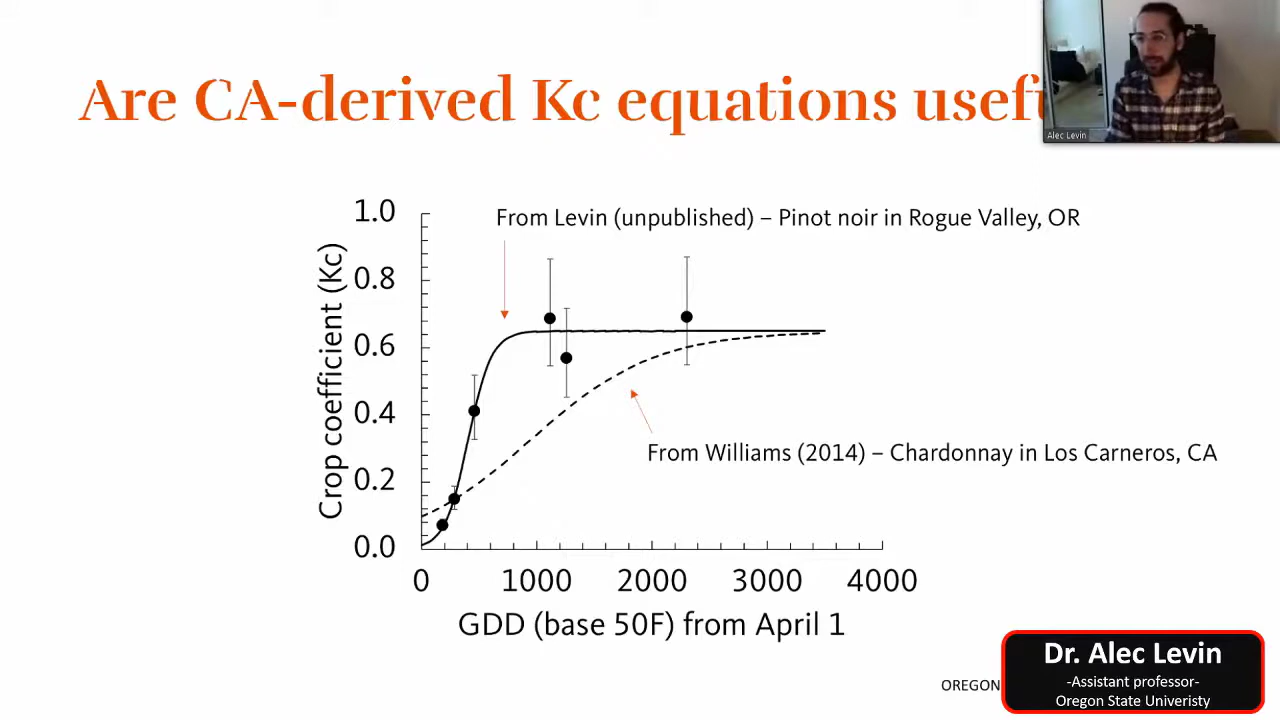 Are CA-derived Kc equations usefu
Alec Levin
From Levin (unpublished) – Pinot noir in Rogue Valley, OR
From Williams (2014) – Chardonnay in Los Carneros, CA
Crop coefficient (Kc)
1.0
0.8
0.6
0.4
0.2
0.0
0 1000 2000 3000 4000
GDD (base 50F) from April 1
OREGON
Dr. Alec Levin
-Assistant professor-
Oregon State Univeristy